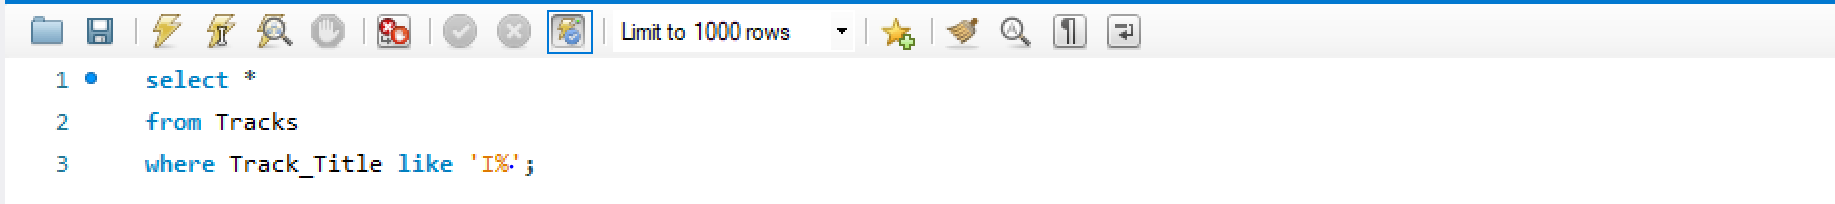 Limit to 1000 rows
1 select *
2 from Tracks
3 where Track_Title like 'I%';